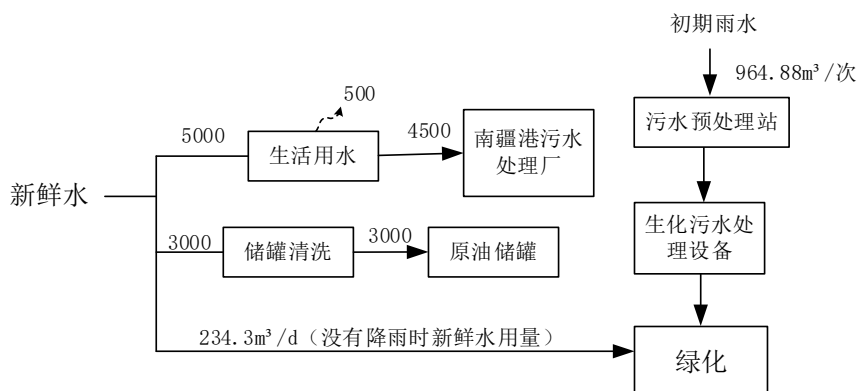 初期雨水
964.88m³/次
500
5000
4500
生活用水
南疆港污水
处理厂
污水预处理站
新鲜水
3000
储罐清洗
3000
原油储罐
生化污水处
理设备
234.3m³/d（没有降雨时新鲜水用量）
绿化